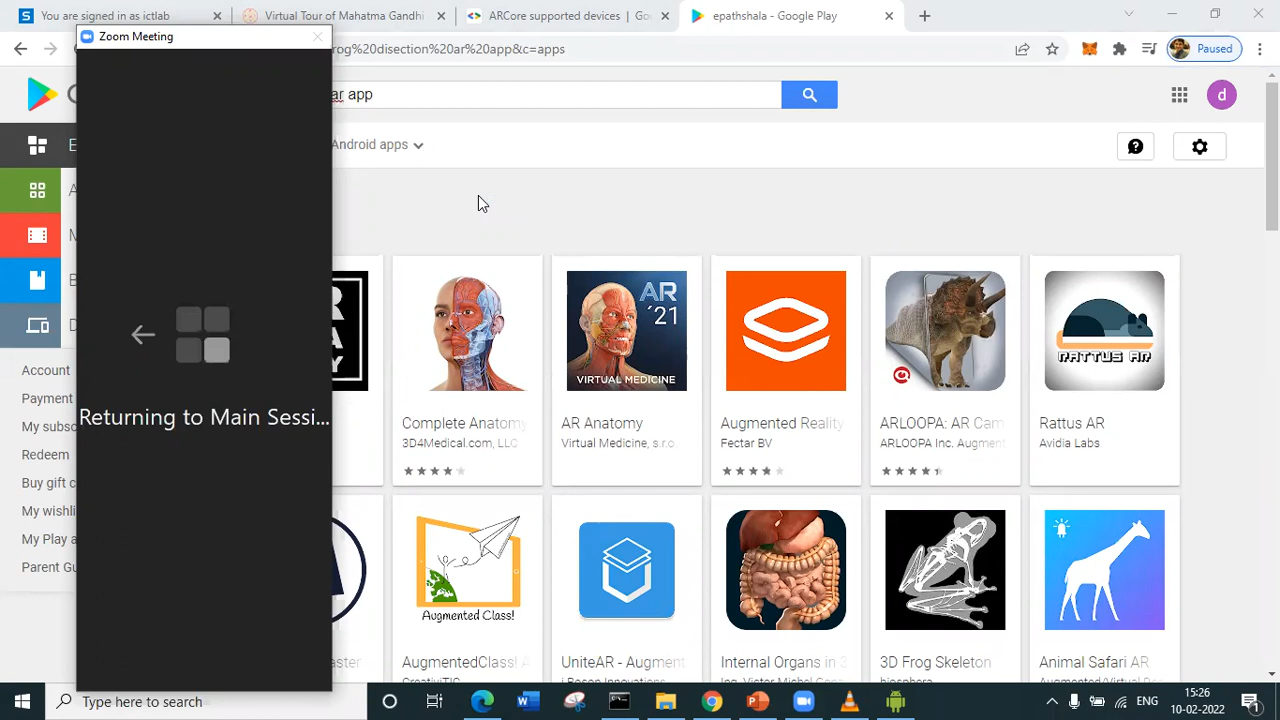 You are signed in as ictlab
Virtual Tour of Mahatma Gandhi
ARCore supported devices | Go
epathshala - Google Play
Zoom Meeting
rog%20disection%20ar%20app&c=apps
Paused
ar app
d
Android apps
Account
Payment
My subsc
Redeem
Buy gift c
My wishli
My Play a
Parent Gu
Returning to Main Sessi...
AR '21
VIRTUAL MEDICINE
RATTUS AR
Complete Anatomy
3D4Medical.com, LLC
AR Anatomy
Virtual Medicine, s.r.o.
Augmented Reality
Fectar BV
ARLOOPA: AR Cam
ARLOOPA Inc. Augment
Rattus AR
Avidia Labs
Augmented Class!
aster
AugmentedClass! A
UniteAR - Augment
Internal Organs in 3
3D Frog Skeleton
biosphera
Animal Safari AR
Type here to search
ENG
15:26
10-02-2022